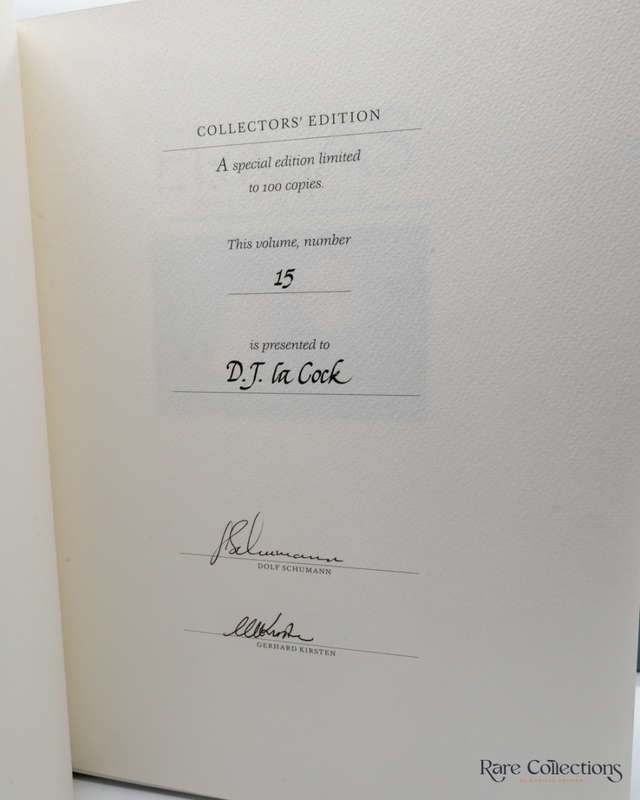 COLLECTORS' EDITION
A special edition limited
to 100 copies.
This volume, number
15
is presented to
D.J. la Cock
DOLF SCHUMANN
GERHARD KIRSTEN
Rare Collections